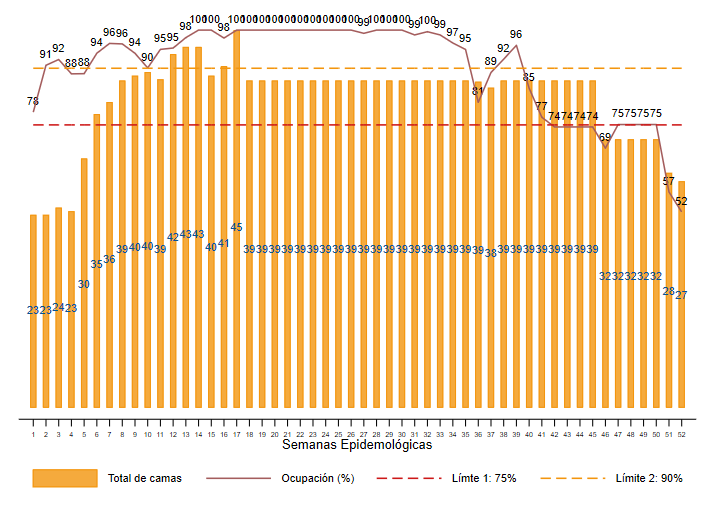 78 91 92 88 88 94 96 96 94 90 95 95 98 100 100 98 100 100 100 100 100 100 100 100 100 100 99 100 100 100 99 100 99 97 95 81 89 92 96 85 77 74 74 74 74 69 75 75 75 75 57 52
23 23 24 23 30 35 36 39 40 40 39 42 43 43 40 41 45 39 39 39 39 39 39 39 39 39 39 39 39 39 39 39 39 39 39 39 38 39 39 39 39 39 39 39 39 32 32 32 32 32 28 27
1 2 3 4 5 6 7 8 9 10 11 12 13 14 15 16 17 18 19 20 21 22 23 24 25 26 27 28 29 30 31 32 33 34 35 36 37 38 39 40 41 42 43 44 45 46 47 48 49 50 51 52
Semanas Epidemológicas
Total de camas Ocupación (%) Límte 1: 75% Límite 2: 90%